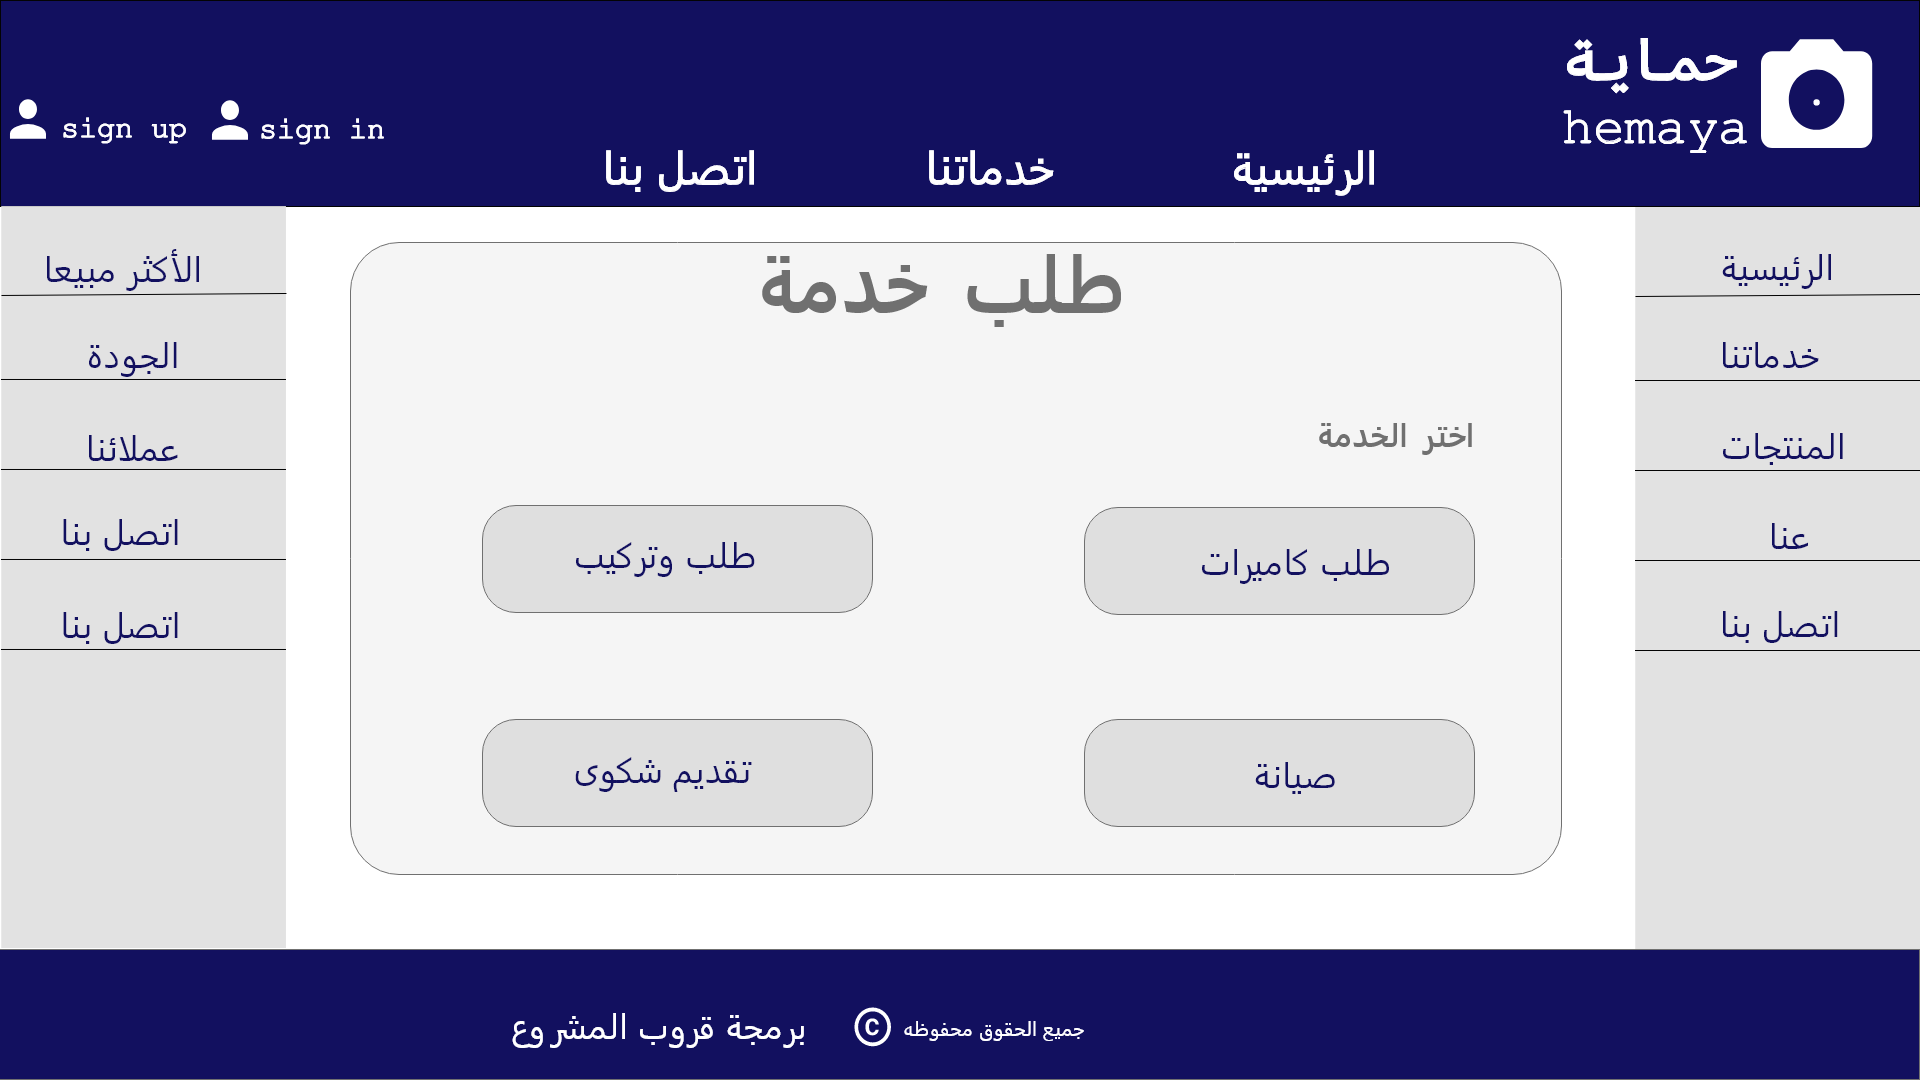 حماية
hemaya
sign up
sign in
الرئيسية
خدماتنا
اتصل بنا
الرئيسية
خدماتنا
المنتجات
عنا
اتصل بنا
طلب خدمة
اختر الخدمة
طلب كاميرات
طلب وتركيب
صيانة
تقديم شكوى
الأكثر مبيعا
الجودة
عملائنا
اتصل بنا
اتصل بنا
جميع الحقوق محفوظه © برمجة قروب المشروع